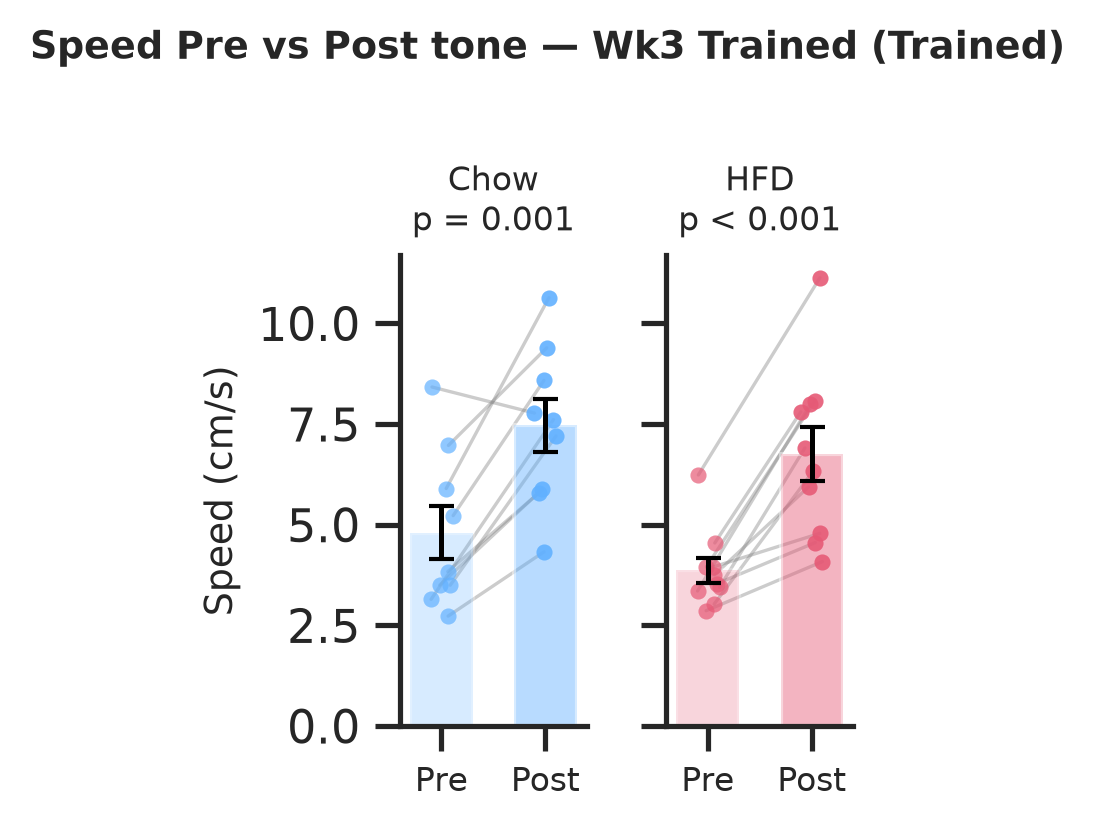 Speed Pre vs Post tone — Wk3 Trained (Trained)
Chow
p = 0.001
HFD
p < 0.001
Speed (cm/s)
10.0
7.5
5.0
2.5
0.0
Pre
Post
Pre
Post